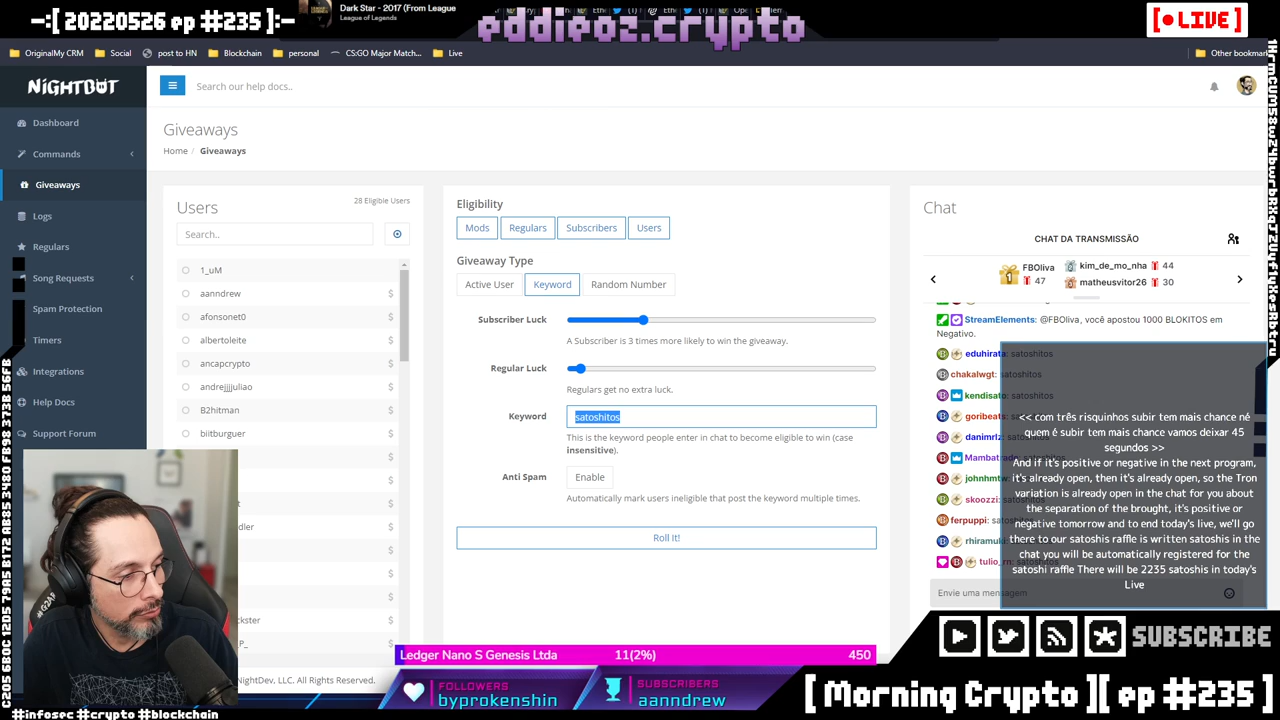 -:[ 20220526 ep #235 ]:-
Dark Star - 2017 (From League
League of Legends
eddieoz.crypto
[ • LIVE ]
OriginalMy CRM
Social
post to HN
Blockchain
personal
CS:GO Major Match...
Live
Other bookmark
NIGHTBOT
Search our help docs..
Dashboard
Commands
Giveaways
Logs
Regulars
Song Requests
Spam Protection
Timers
Integrations
Help Docs
Support Forum
Giveaways
Home / Giveaways
Users
28 Eligible Users
Search..
1_uM
aanndrew
afonsonet0
albertoleite
ancapcrypto
andrejjjuliao
B2hitman
biitburguer
NightDev, LLC. All Rights Reserved.
Eligibility
Mods
Regulars
Subscribers
Users
Giveaway Type
Active User
Keyword
Random Number
Subscriber Luck
A Subscriber is 3 times more likely to win the giveaway.
Regular Luck
Regulars get no extra luck.
Keyword
satoshitos
This is the keyword people enter in chat to become eligible to win (case
insensitive).
Anti Spam
Enable
Automatically mark users ineligible that post the keyword multiple times.
Roll It!
Chat
CHAT DA TRANSMISSÃO
FBOliva
47
kim_de_mo_nha 44
matheusvitor26 30
StreamElements: @FBOliva, você apostou 1000 BLOKITOS em
Negativo.
eduhirata: satoshitos
chakalwgt: satoshitos
kendisato: satoshitos
goribeats:
danimrlz:
johnhmt
skoozzi:
ferpuppi:
rhiramuki
tulio_rn: satoshitos
Envie uma mensagem
<< com três risquinhos subir tem mais chance né
quem é subir tem mais chance vamos deixar 45
segundos >>
And if it's positive or negative in the next program,
it's already open, then it's already open, so the Tron
variation is already open in the chat for you about
the separation of the brought, it's positive or
negative tomorrow and to end today's live, we'll go
there to our satoshis raffle is written satoshis in the
chat you will be automatically registered for the
satoshi raffle There will be 2235 satoshis in today's
Live
SUBSCRIBE
Ledger Nano S Genesis Ltda
11(2%)
450
FOLLOWERS
byprokenshin
SUBSCRIBERS
aanndrew
[ Morning Crypto ][ ep #235 ]
#infosec #crypto #blockchain